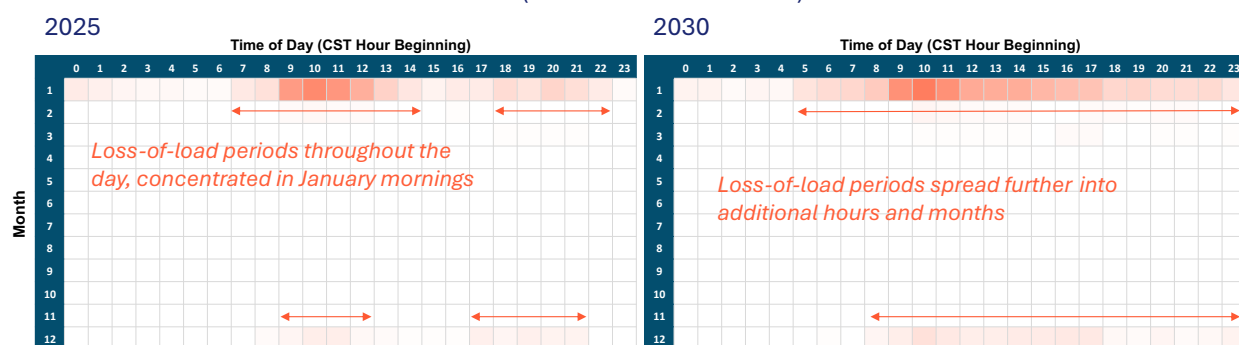 2025
Time of Day (CST Hour Beginning)
0 1 2 3 4 5 6 7 8 9 10 11 12 13 14 15 16 17 18 19 20 21 22 23
Month
1
2
3
4
5
6
7
8
9
10
11
12
Loss-of-load periods throughout the
day, concentrated in January mornings
2030
Time of Day (CST Hour Beginning)
0 1 2 3 4 5 6 7 8 9 10 11 12 13 14 15 16 17 18 19 20 21 22 23
1
2
3
4
5
6
7
8
9
10
11
12
Loss-of-load periods spread further into
additional hours and months